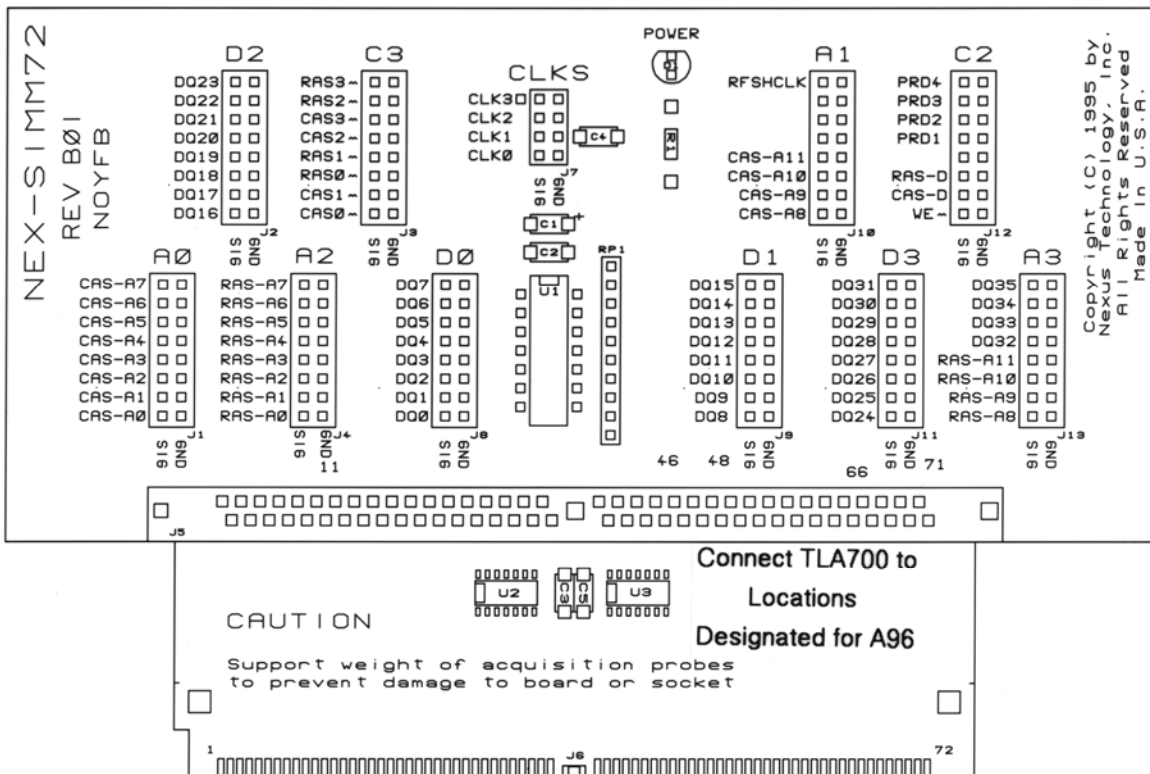 NEX-SIMM72
REV B01
NOYFB
D2
DQ23
DQ22
DQ21
DQ20
DQ19
DQ18
DQ17
DQ16
J2
SIG
GND
C3
RAS3~
RAS2~
CAS3~
CAS2~
RAS1~
RAS0~
CAS1~
CAS0~
J3
SIG
GND
CLKS
CLK3
CLK2
CLK1
CLK0
J7
SIG
GND
C4
C1
+
C2
POWER
R1
A1
RFSHCLK
CAS-A11
CAS-A10
CAS-A9
CAS-A8
J10
SIG
GND
C2
PRD4
PRD3
PRD2
PRD1
RAS-D
CAS-D
WE~
J12
SIG
GND
Copyright (C) 1995 by
Nexus Technology, Inc.
All Rights Reserved
Made In U.S.A.
A0
CAS-A7
CAS-A6
CAS-A5
CAS-A4
CAS-A3
CAS-A2
CAS-A1
CAS-A0
J1
SIG
GND
A2
RAS-A7
RAS-A6
RAS-A5
RAS-A4
RAS-A3
RAS-A2
RAS-A1
RAS-A0
J4
SIG
GND
11
D0
DQ7
DQ6
DQ5
DQ4
DQ3
DQ2
DQ1
DQ0
J8
SIG
GND
U1
RP1
D1
DQ15
DQ14
DQ13
DQ12
DQ11
DQ10
DQ9
DQ8
J9
SIG
GND
46
48
D3
DQ31
DQ30
DQ29
DQ28
DQ27
DQ26
DQ25
DQ24
J11
SIG
GND
66
71
A3
DQ35
DQ34
DQ33
DQ32
RAS-A11
RAS-A10
RAS-A9
RAS-A8
J13
SIG
GND
J5
U2
C3
C5
U3
Connect TLA700 to
Locations
Designated for A96
CAUTION
Support weight of acquisition probes
to prevent damage to board or socket
1
J6
72